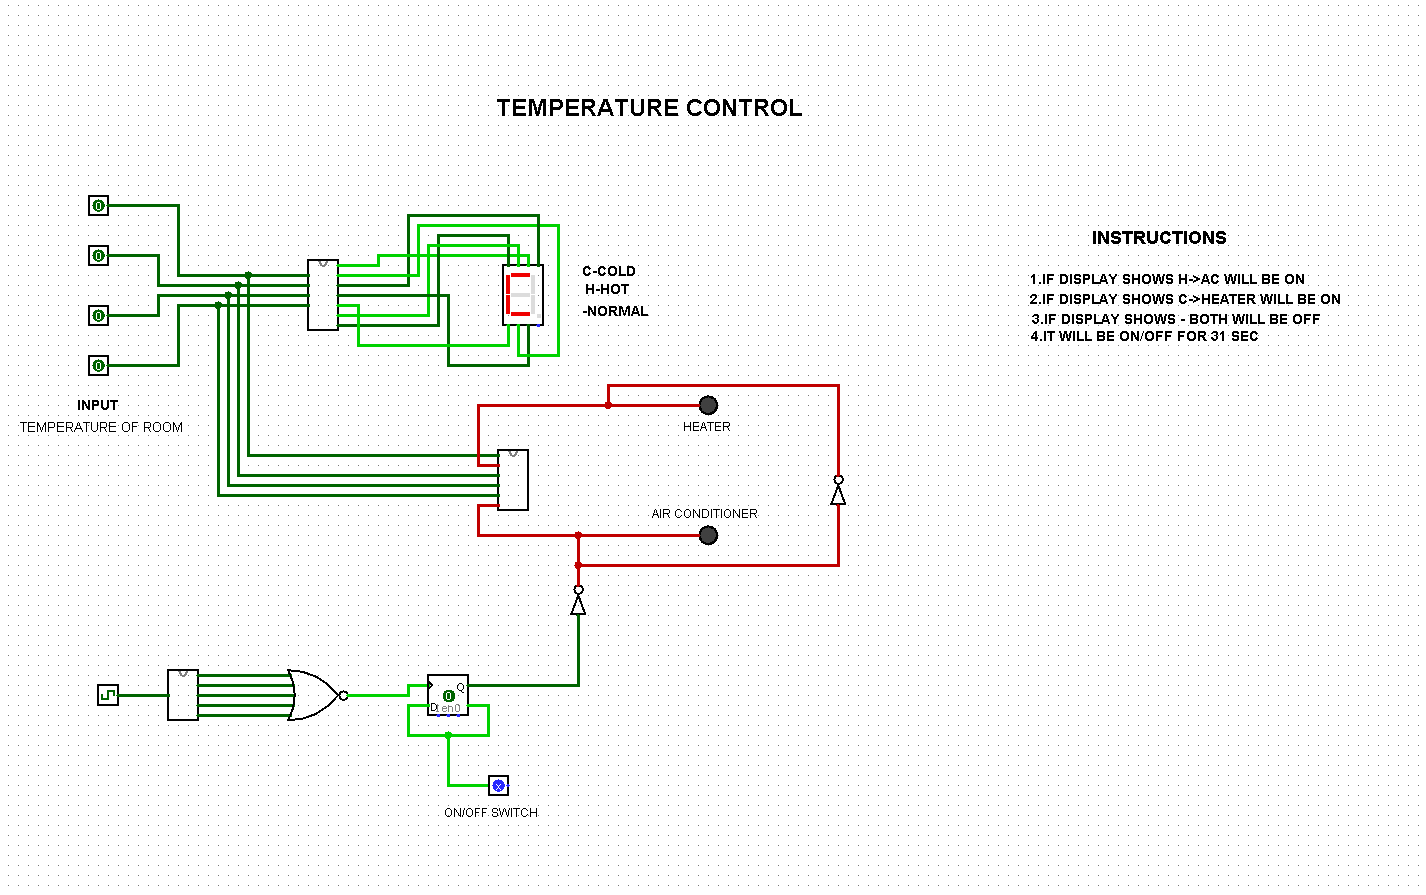 TEMPERATURE CONTROL
0
0
0
0
INPUT
TEMPERATURE OF ROOM
C-COLD
H-HOT
-NORMAL
INSTRUCTIONS
1.IF DISPLAY SHOWS H->AC WILL BE ON
2.IF DISPLAY SHOWS C->HEATER WILL BE ON
3.IF DISPLAY SHOWS - BOTH WILL BE OFF
4.IT WILL BE ON/OFF FOR 31 SEC
HEATER
AIR CONDITIONER
Q
0
D
en0
x
ON/OFF SWITCH